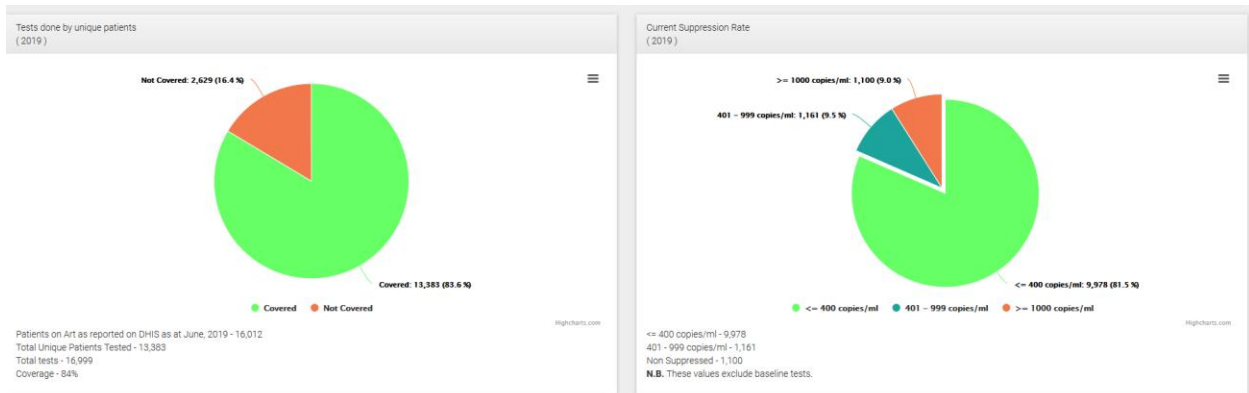 Tests done by unique patients
( 2019 )
Not Covered: 2,629 (16.4 %)
Covered: 13,383 (83.6 %)
Covered
Not Covered
Highcharts.com
Patients on Art as reported on DHIS as at June, 2019 - 16,012
Total Unique Patients Tested - 13,383
Total tests - 16,999
Coverage - 84%
Current Suppression Rate
( 2019 )
>= 1000 copies/ml: 1,100 (9.0 %)
401 – 999 copies/ml: 1,161 (9.5 %)
<= 400 copies/ml: 9,978 (81.5 %)
<= 400 copies/ml
401 – 999 copies/ml
>= 1000 copies/ml
Highcharts.com
<= 400 copies/ml - 9,978
401 - 999 copies/ml - 1,161
Non Suppressed - 1,100
N.B. These values exclude baseline tests.